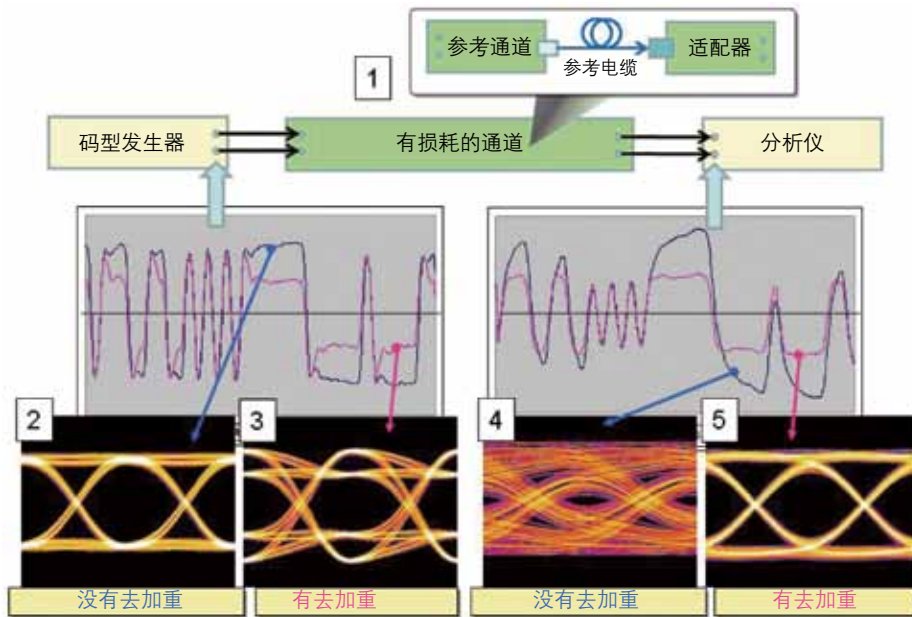 参考通道
适配器
参考电缆
1
码型发生器
有损耗的通道
分析仪
2
3
4
5
没有去加重
有去加重
没有去加重
有去加重